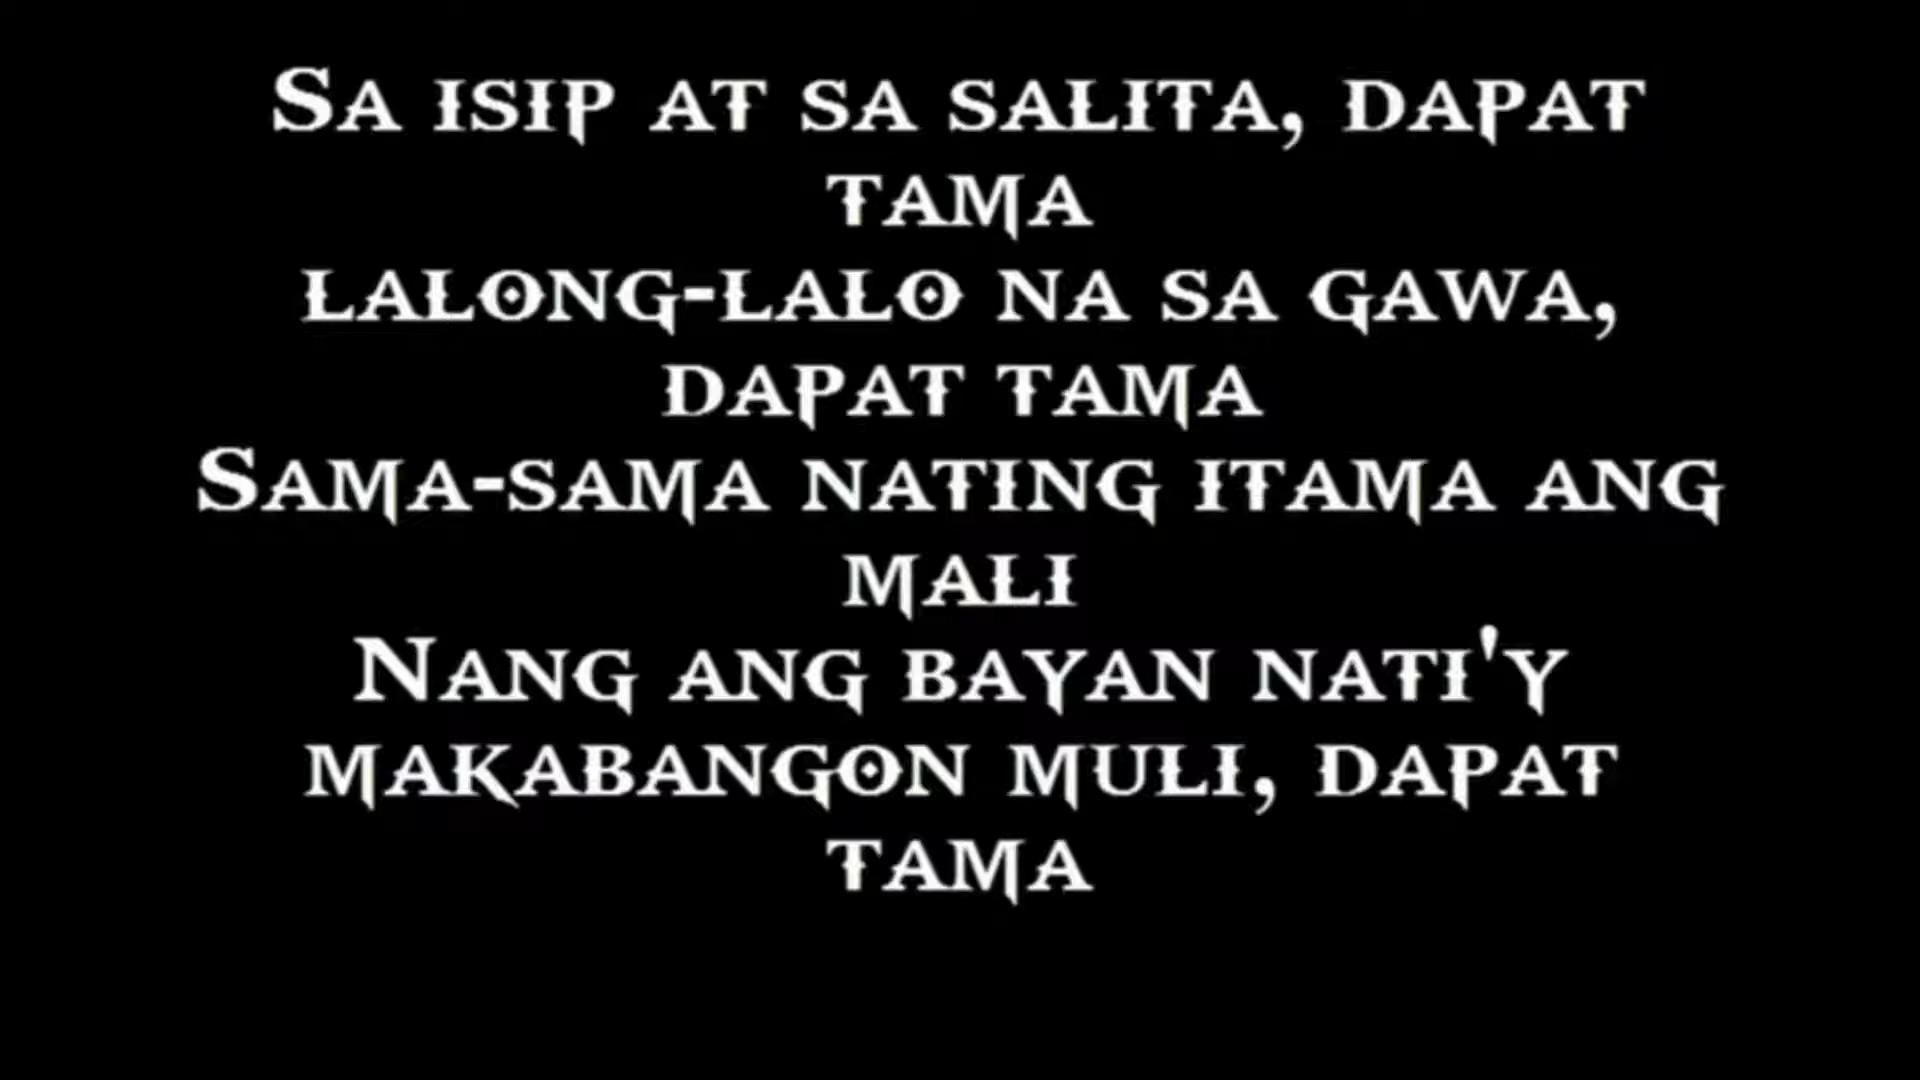 Sa isip at sa salita, dapat
tama
lalong-lalo na sa gawa,
dapat tama
Sama-sama nating itama ang
mali
Nang ang bayan nati'y
makabangon muli, dapat
tama